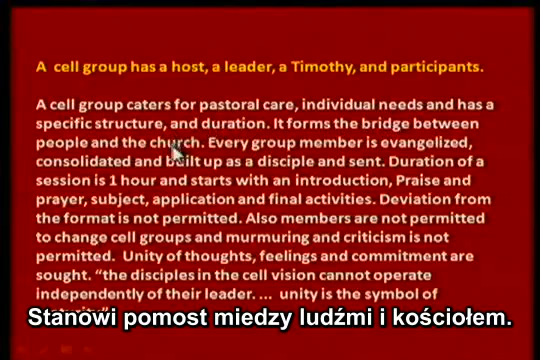 A cell group has a host, a leader, a Timothy, and participants.
A cell group caters for pastoral care, individual needs and has a
specific structure, and duration. It forms the bridge between
people and the church. Every group member is evangelized,
consolidated and built up as a disciple and sent. Duration of a
session is 1 hour and starts with an introduction, Praise and
prayer, subject, application and final activities. Deviation from
the format is not permitted. Also members are not permitted
to change cell groups and murmuring and criticism is not
permitted. Unity of thoughts, feelings and commitment are
sought. “the disciples in the cell vision cannot operate
independently of their leader. ... unity is the symbol of
Stanowi pomost miedzy ludźmi i kościołem.